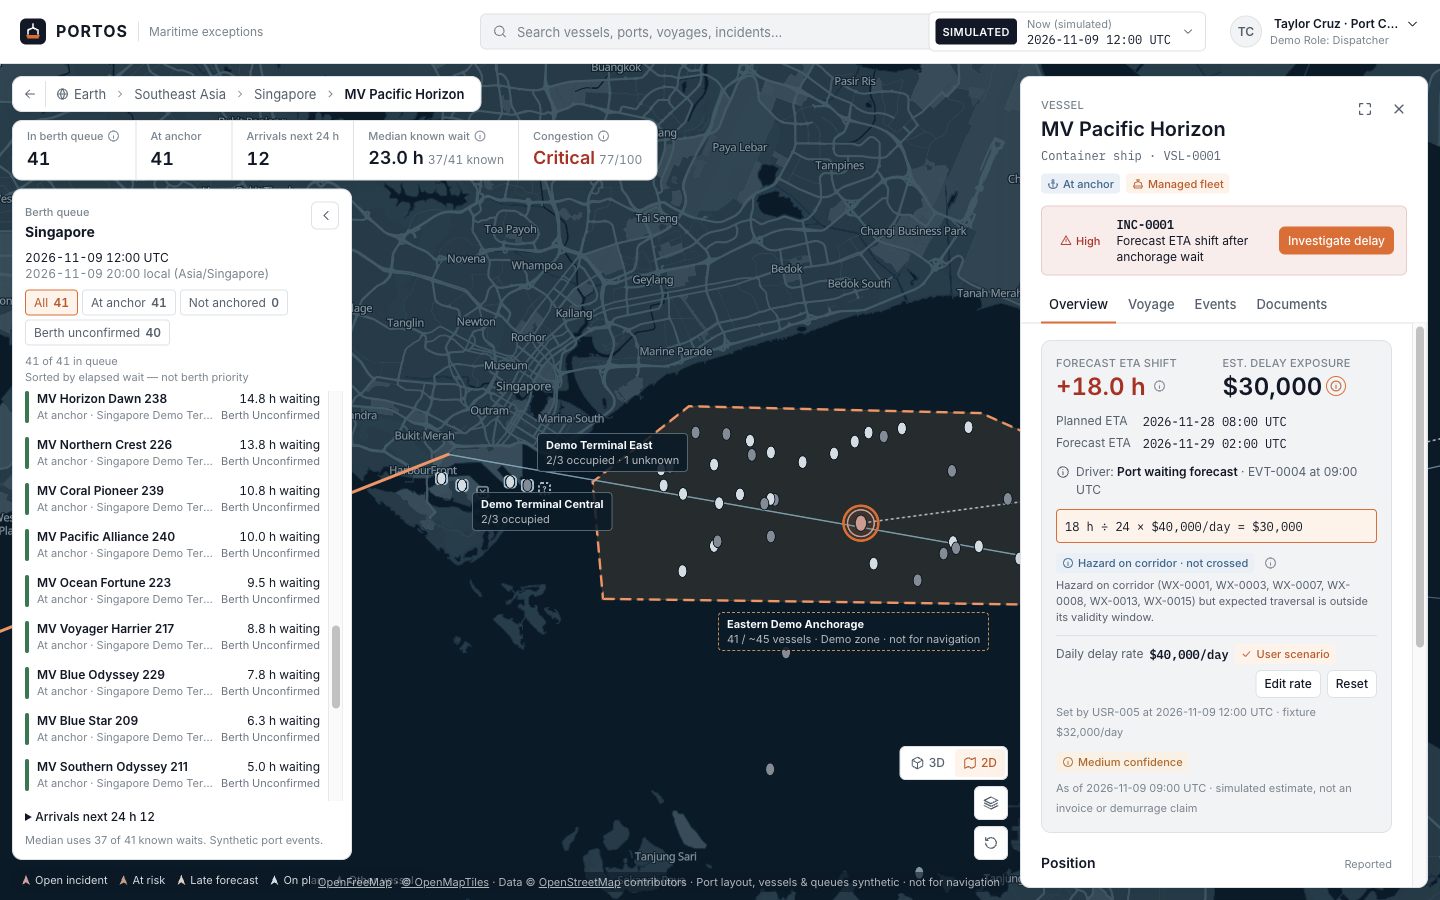 PORTOS
Maritime exceptions
Search vessels, ports, voyages, incidents...
SIMULATED
Now (simulated)
2026-11-09 12:00 UTC
TC
Taylor Cruz · Port C...
Demo Role: Dispatcher
Earth
Southeast Asia
Singapore
MV Pacific Horizon
In berth queue
41
At anchor
41
Arrivals next 24 h
12
Median known wait
23.0 h 37/41 known
Congestion
Critical 77/100
Berth queue
Singapore
2026-11-09 12:00 UTC
2026-11-09 20:00 local (Asia/Singapore)
All 41
At anchor 41
Not anchored 0
Berth unconfirmed 40
41 of 41 in queue
Sorted by elapsed wait — not berth priority
MV Horizon Dawn 238 14.8 h waiting
At anchor · Singapore Demo Ter... Berth Unconfirmed
MV Northern Crest 226 13.8 h waiting
At anchor · Singapore Demo Ter... Berth Unconfirmed
MV Coral Pioneer 239 10.8 h waiting
At anchor · Singapore Demo Ter... Berth Unconfirmed
MV Pacific Alliance 240 10.0 h waiting
At anchor · Singapore Demo Ter... Berth Unconfirmed
MV Ocean Fortune 223 9.5 h waiting
At anchor · Singapore Demo Ter... Berth Unconfirmed
MV Voyager Harrier 217 8.8 h waiting
At anchor · Singapore Demo Ter... Berth Unconfirmed
MV Blue Odyssey 229 7.8 h waiting
At anchor · Singapore Demo Ter... Berth Unconfirmed
MV Blue Star 209 6.3 h waiting
At anchor · Singapore Demo Ter... Berth Unconfirmed
MV Southern Odyssey 211 5.0 h waiting
At anchor · Singapore Demo Ter... Berth Unconfirmed
Arrivals next 24 h 12
Median uses 37 of 41 known waits. Synthetic port events.
Open incident
At risk
Late forecast
On pla
OpenFreeMap © OpenMapTiles · Data © OpenStreetMap contributors · Port layout, vessels & queues synthetic · not for navigation
Buangkok
Pasir Ris
Paya Lebar
Tampines
Tai Seng
Changi Business Park
Toa Payoh
Novena
Whampoa
Bedok
Geylang
Bedok South
Tanah Merah
Kallang
Tanglin
Newton
Rochor
Marine Parade
Museum
Singapore
Outram
Marina South
Bukit Merah
HarbourFront
Demo Terminal East
2/3 occupied · 1 unknown
Demo Terminal Central
2/3 occupied
Eastern Demo Anchorage
41 / ~45 vessels · Demo zone · not for navigation
Tanjung Sari
3D
2D
VESSEL
MV Pacific Horizon
Container ship · VSL-0001
At anchor
Managed fleet
High
INC-0001
Forecast ETA shift after
anchorage wait
Investigate delay
Overview
Voyage
Events
Documents
FORECAST ETA SHIFT
+18.0 h
EST. DELAY EXPOSURE
$30,000
Planned ETA 2026-11-28 08:00 UTC
Forecast ETA 2026-11-29 02:00 UTC
Driver: Port waiting forecast · EVT-0004 at 09:00
UTC
18 h ÷ 24 × $40,000/day = $30,000
Hazard on corridor · not crossed
Hazard on corridor (WX-0001, WX-0003, WX-0007, WX-
0008, WX-0013, WX-0015) but expected traversal is outside
its validity window.
Daily delay rate $40,000/day
User scenario
Edit rate
Reset
Set by USR-005 at 2026-11-09 12:00 UTC · fixture
$32,000/day
Medium confidence
As of 2026-11-09 09:00 UTC · simulated estimate, not an
invoice or demurrage claim
Position
Reported